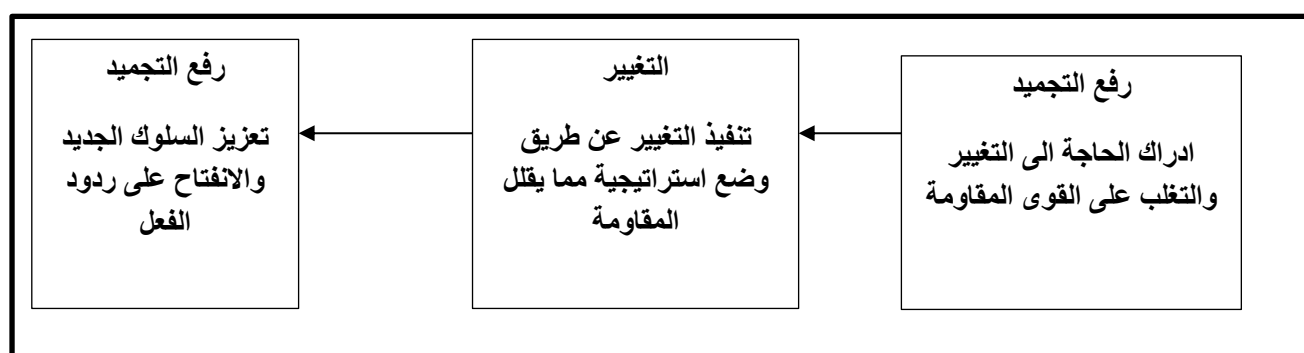 رفع التجميد
ادراك الحاجة الى التغيير
والتغلب على القوى المقاومة
التغيير
تنفيذ التغيير عن طريق
وضع استراتيجية مما يقلل
المقاومة
رفع التجميد
تعزيز السلوك الجديد
والانفتاح على ردود
الفعل